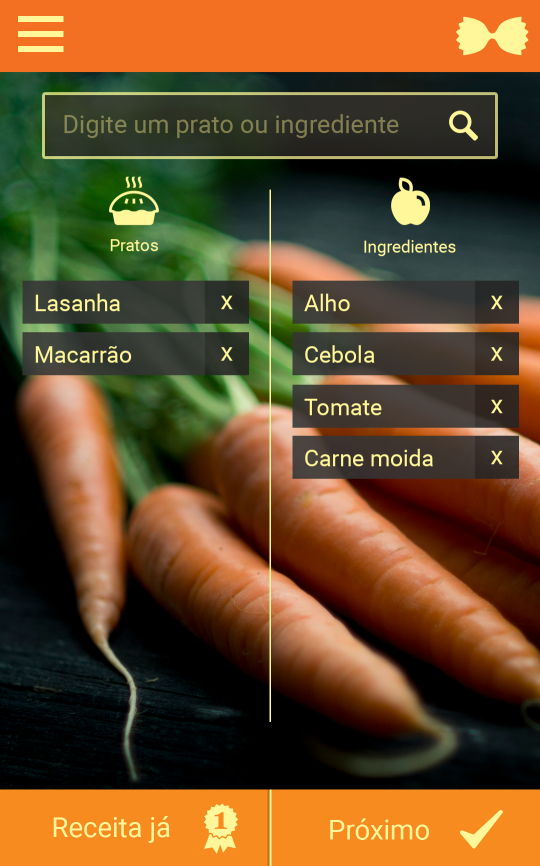 Digite um prato ou ingrediente
Pratos
Lasanha X
Macarrão X
Ingredientes
Alho X
Cebola X
Tomate X
Carne moida X
Receita já 1
Próximo